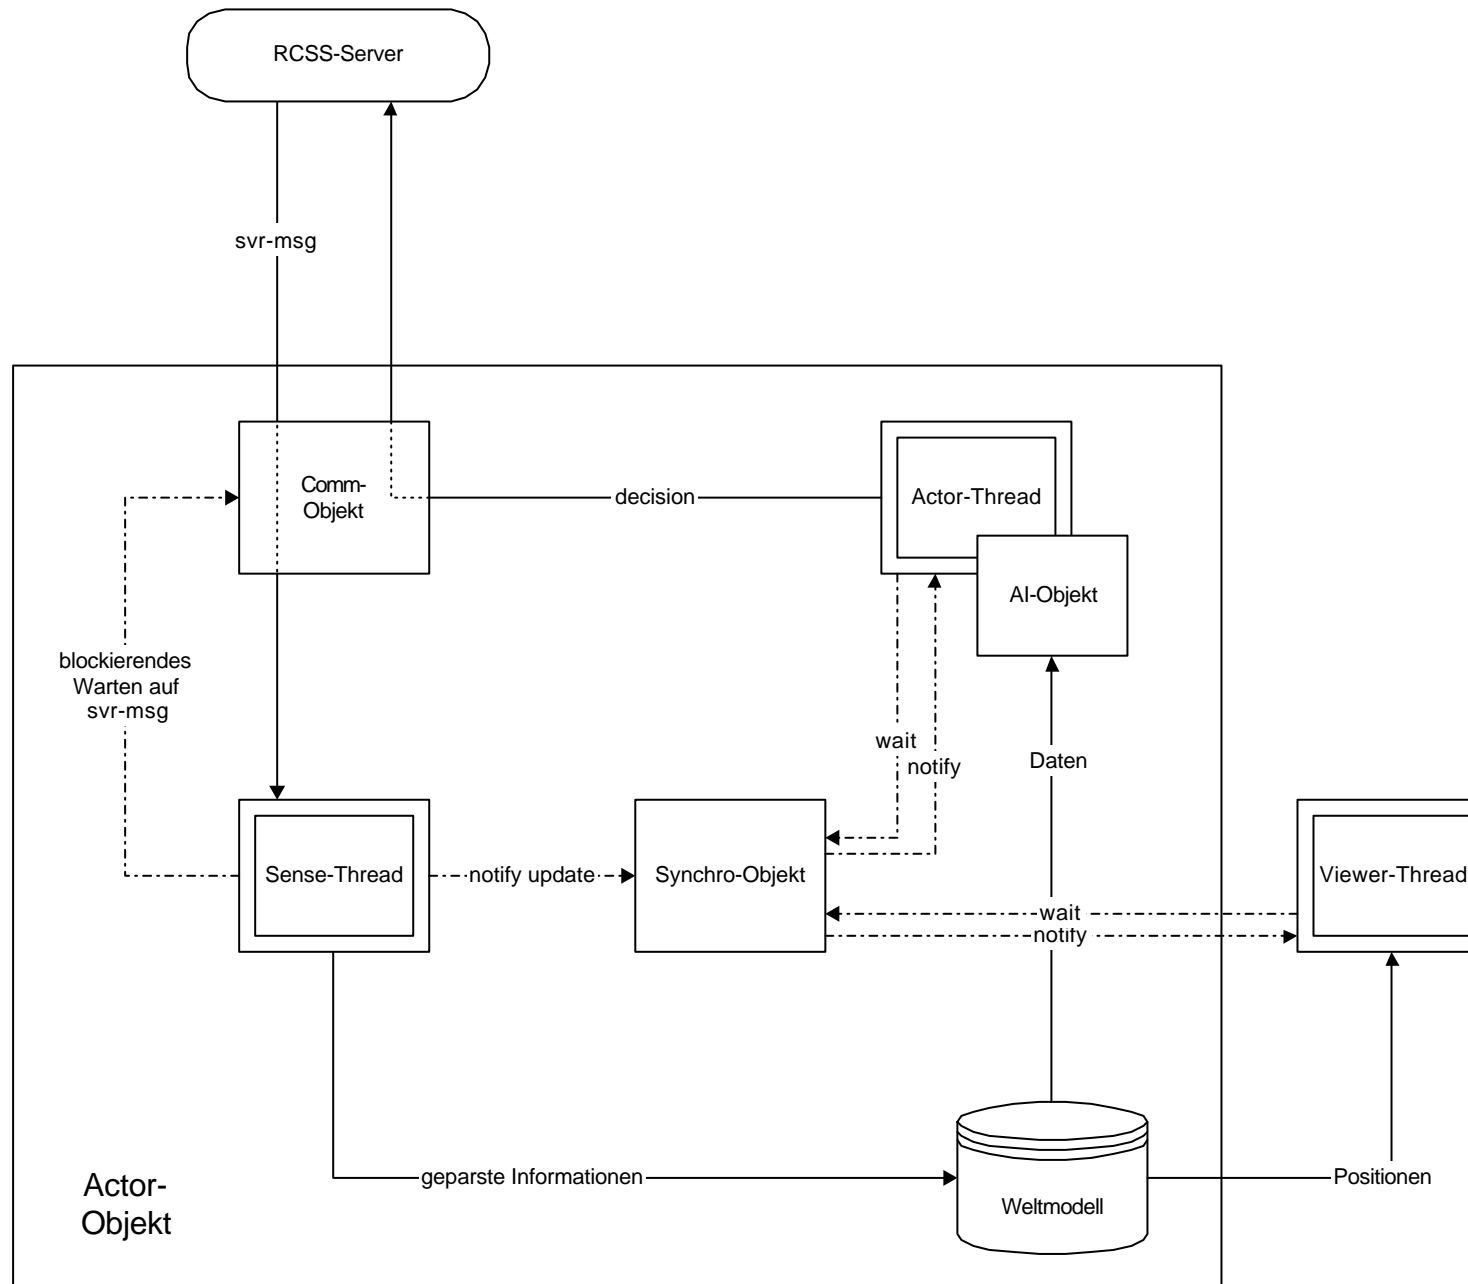 RCSS-Server
svr-msg
Comm-
Objekt
decision
Actor-Thread
AI-Objekt
blockierendes
Warten auf
svr-msg
wait
notify
Daten
Sense-Thread
notify update
Synchro-Objekt
Viewer-Thread
wait
notify
geparste Informationen
Positionen
Weltmodell
Actor-
Objekt